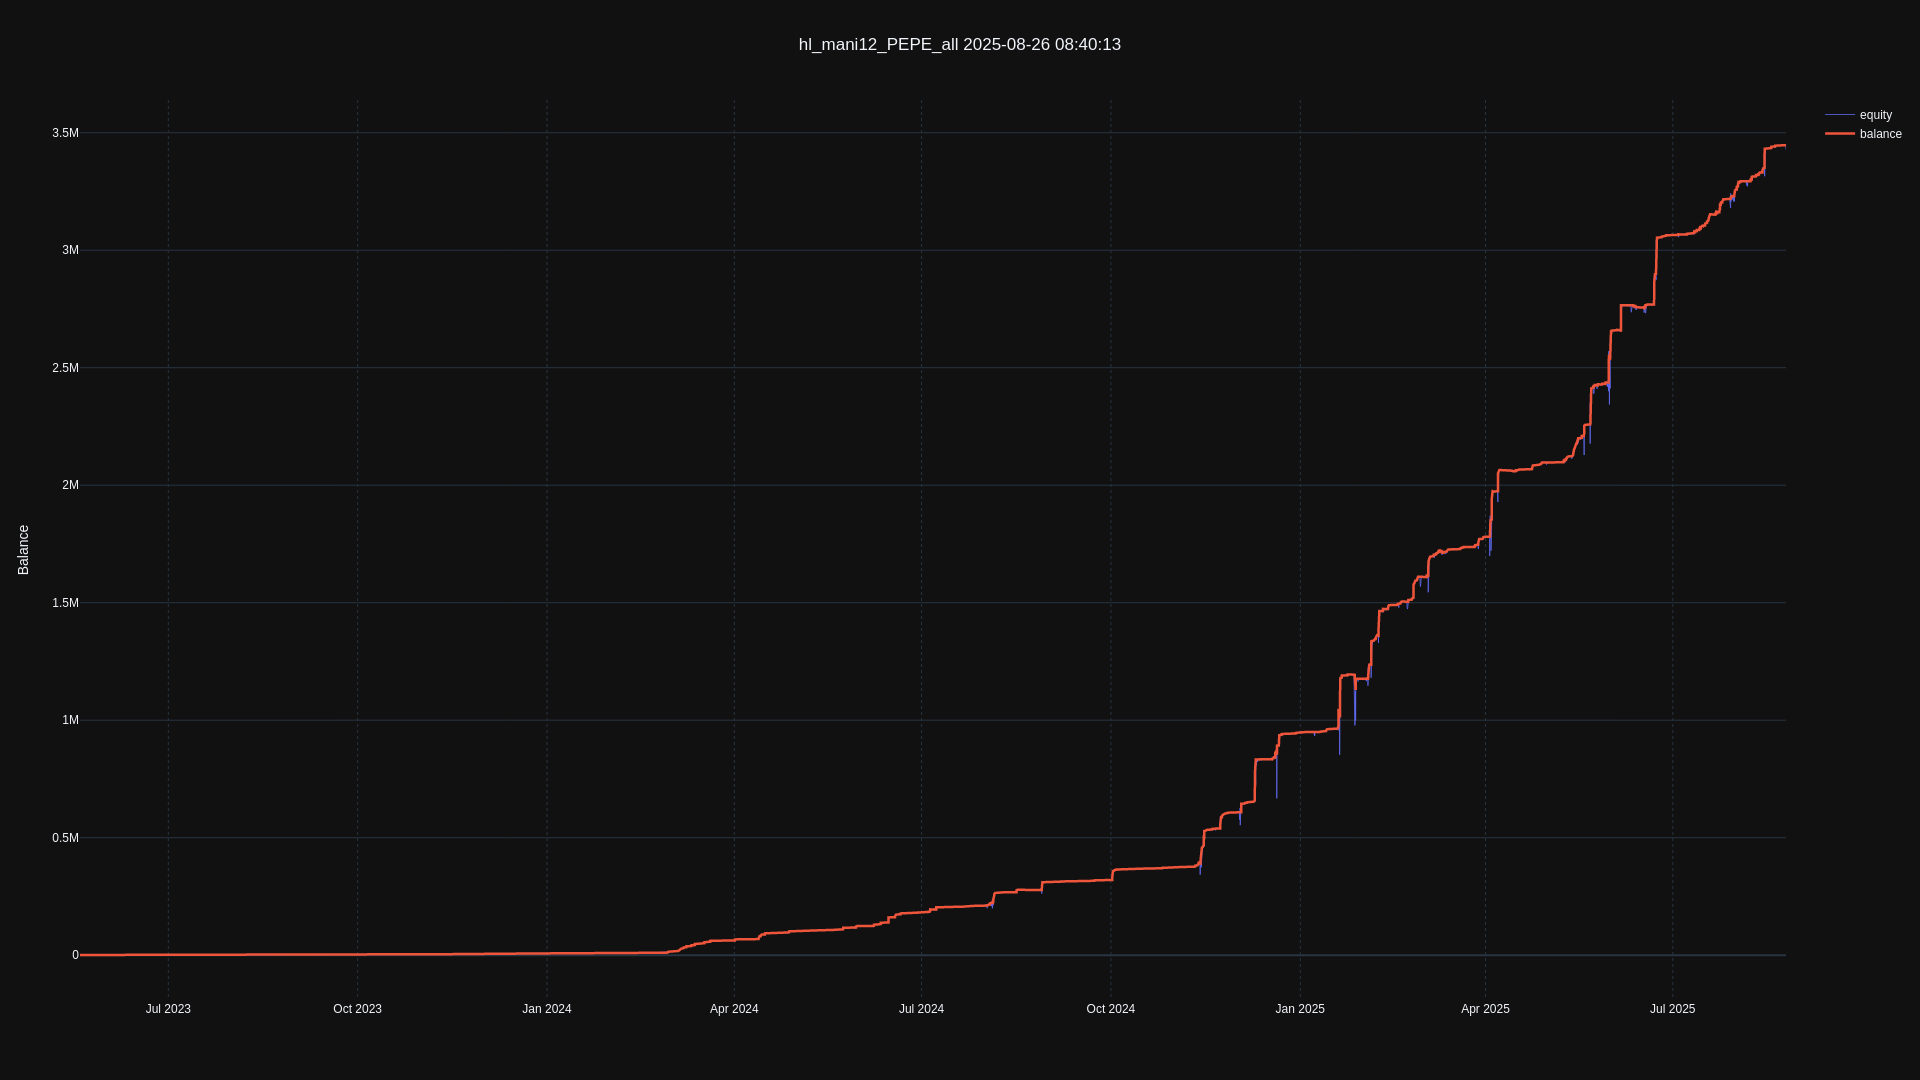 hl_mani12_PEPE_all 2025-08-26 08:40:13
equity
balance
3.5M
3M
2.5M
2M
1.5M
1M
0.5M
0
Balance
Jul 2023
Oct 2023
Jan 2024
Apr 2024
Jul 2024
Oct 2024
Jan 2025
Apr 2025
Jul 2025